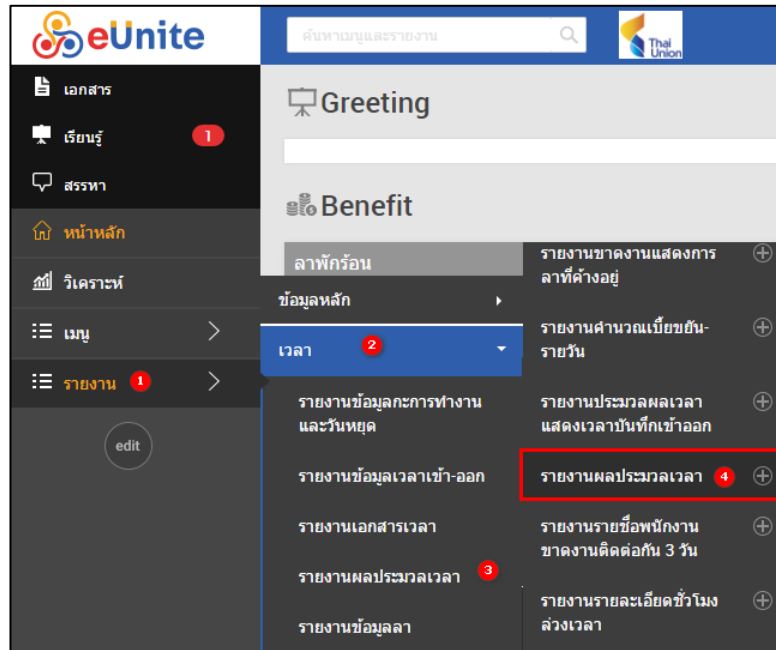 eUnite
ค้นหาเมนูและรายงาน
Thai
Union
เอกสาร
เรียนรู้ 1
สรรหา
หน้าหลัก
วิเคราะห์
เมนู
รายงาน 1
edit
Greeting
Benefit
ลาพักร้อน
ข้อมูลหลัก
เวลา 2
รายงานข้อมูลกะการทำงาน
และวันหยุด
รายงานข้อมูลเวลาเข้า-ออก
รายงานเอกสารเวลา
รายงานผลประมวลเวลา 3
รายงานข้อมูลลา
รายงานขาดงานแสดงการ
ลาที่ค้างอยู่
รายงานคำนวณเบี้ยขยัน-
รายวัน
รายงานประมวลผลเวลา
แสดงเวลาบันทึกเข้าออก
รายงานผลประมวลเวลา 4
รายงานรายชื่อพนักงาน
ขาดงานติดต่อกัน 3 วัน
รายงานรายละเอียดชั่วโมง
ล่วงเวลา